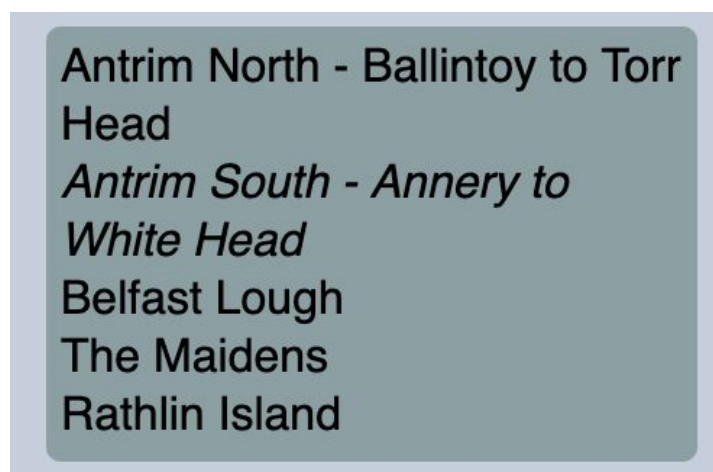 Antrim North - Ballintoy to Torr
Head
Antrim South - Annery to
White Head
Belfast Lough
The Maidens
Rathlin Island